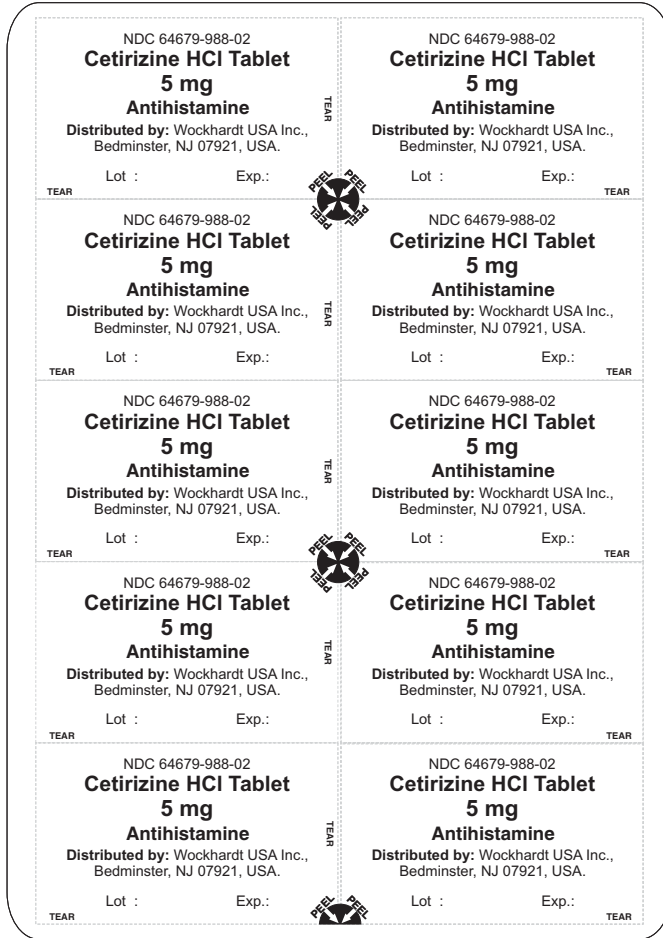 NDC 64679-988-02
Cetirizine HCl Tablet
5 mg
Antihistamine
Distributed by: Wockhardt USA Inc.,
Bedminster, NJ 07921, USA.
Lot : Exp.:
TEAR
TEAR
NDC 64679-988-02
Cetirizine HCl Tablet
5 mg
Antihistamine
Distributed by: Wockhardt USA Inc.,
Bedminster, NJ 07921, USA.
Lot : Exp.:
TEAR
PEEL PEEL
PEEL PEEL
NDC 64679-988-02
Cetirizine HCl Tablet
5 mg
Antihistamine
Distributed by: Wockhardt USA Inc.,
Bedminster, NJ 07921, USA.
Lot : Exp.:
TEAR
TEAR
NDC 64679-988-02
Cetirizine HCl Tablet
5 mg
Antihistamine
Distributed by: Wockhardt USA Inc.,
Bedminster, NJ 07921, USA.
Lot : Exp.:
TEAR
NDC 64679-988-02
Cetirizine HCl Tablet
5 mg
Antihistamine
Distributed by: Wockhardt USA Inc.,
Bedminster, NJ 07921, USA.
Lot : Exp.:
TEAR
TEAR
NDC 64679-988-02
Cetirizine HCl Tablet
5 mg
Antihistamine
Distributed by: Wockhardt USA Inc.,
Bedminster, NJ 07921, USA.
Lot : Exp.:
TEAR
PEEL PEEL
PEEL PEEL
NDC 64679-988-02
Cetirizine HCl Tablet
5 mg
Antihistamine
Distributed by: Wockhardt USA Inc.,
Bedminster, NJ 07921, USA.
Lot : Exp.:
TEAR
TEAR
NDC 64679-988-02
Cetirizine HCl Tablet
5 mg
Antihistamine
Distributed by: Wockhardt USA Inc.,
Bedminster, NJ 07921, USA.
Lot : Exp.:
TEAR
NDC 64679-988-02
Cetirizine HCl Tablet
5 mg
Antihistamine
Distributed by: Wockhardt USA Inc.,
Bedminster, NJ 07921, USA.
Lot : Exp.:
TEAR
TEAR
NDC 64679-988-02
Cetirizine HCl Tablet
5 mg
Antihistamine
Distributed by: Wockhardt USA Inc.,
Bedminster, NJ 07921, USA.
Lot : Exp.:
TEAR
PEEL PEEL